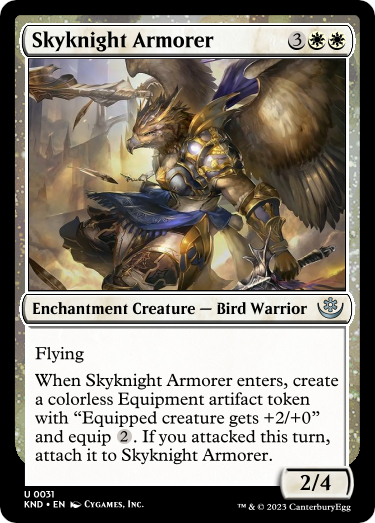 Skyknight Armorer 3
Enchantment Creature — Bird Warrior
Flying
When Skyknight Armorer enters, create
a colorless Equipment artifact token
with “Equipped creature gets +2/+0”
and equip 2. If you attacked this turn,
attach it to Skyknight Armorer.
2/4
U 0031
KND • EN Cygames, Inc.
™ & © 2023 CanterburyEgg